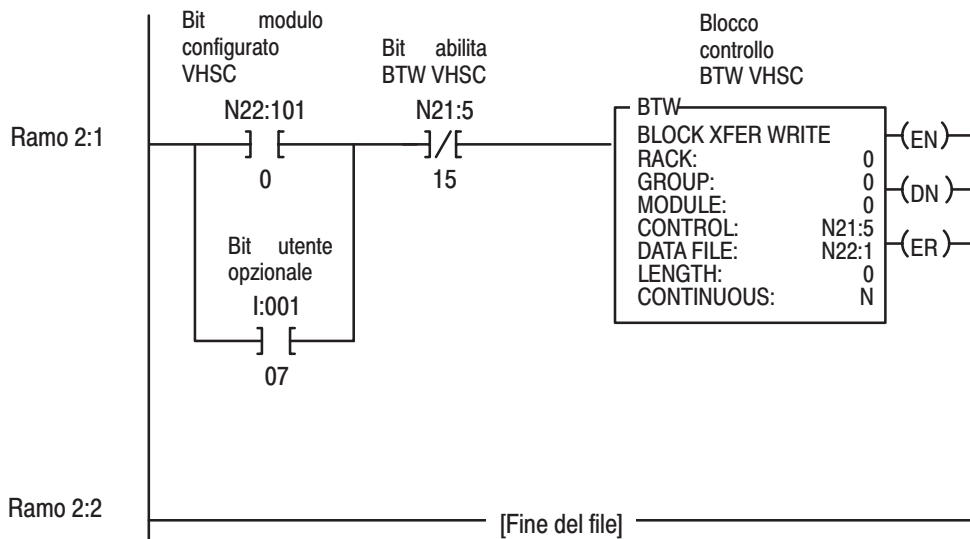 Bit modulo
configurato
VHSC
Bit abilita
BTW VHSC
Blocco
controllo
BTW VHSC
Ramo 2:1
N22:101
0
N21:5
15
BTW
BLOCK XFER WRITE
RACK: 0
GROUP: 0
MODULE: 0
CONTROL: N21:5
DATA FILE: N22:1
LENGTH: 0
CONTINUOUS: N
EN
DN
ER
Bit utente
opzionale
I:001
07
Ramo 2:2
[Fine del file]